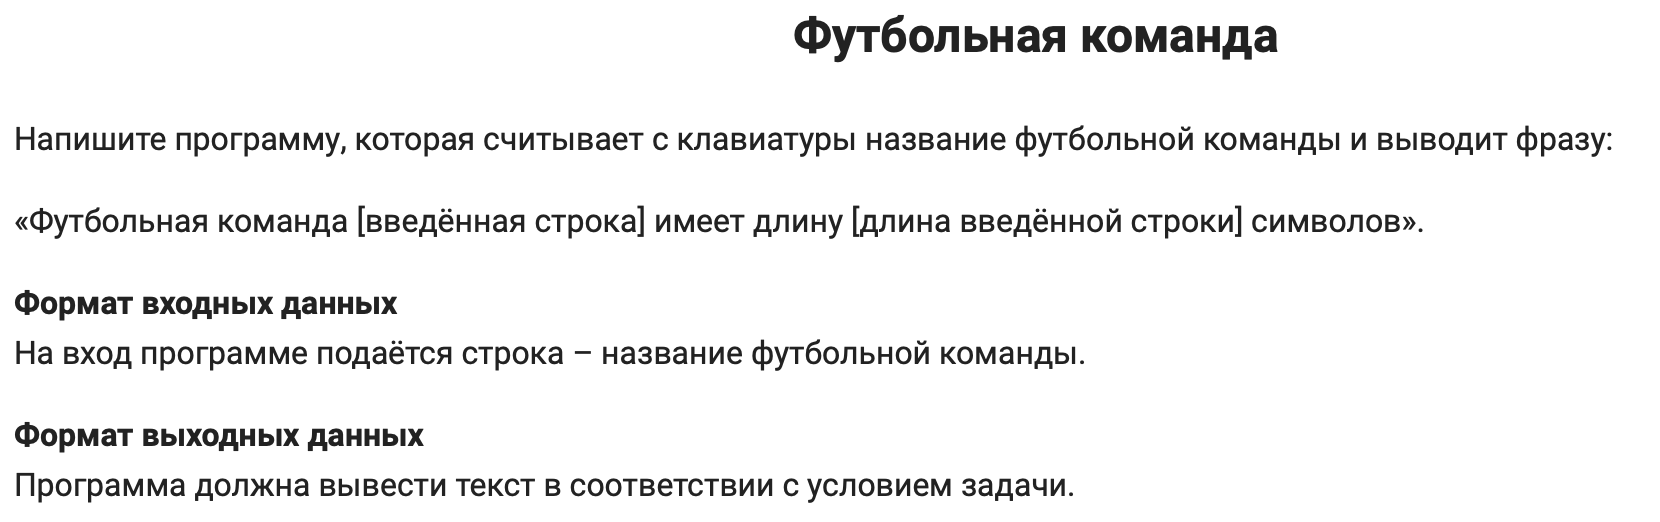 Футбольная команда
Напишите программу, которая считывает с клавиатуры название футбольной команды и выводит фразу:
«Футбольная команда [введённая строка] имеет длину [длина введённой строки] символов».
Формат входных данных
На вход программе подаётся строка – название футбольной команды.
Формат выходных данных
Программа должна вывести текст в соответствии с условием задачи.